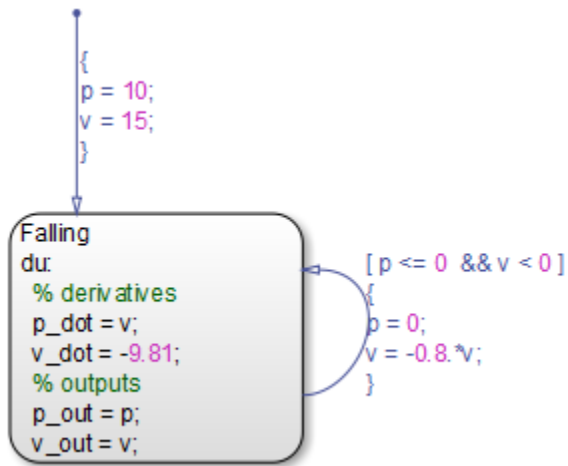 {
p = 10;
v = 15;
}
Falling
du:
% derivatives
p_dot = v;
v_dot = -9.81;
% outputs
p_out = p;
v_out = v;
[ p <= 0 && v < 0 ]
{
p = 0;
v = -0.8.*v;
}